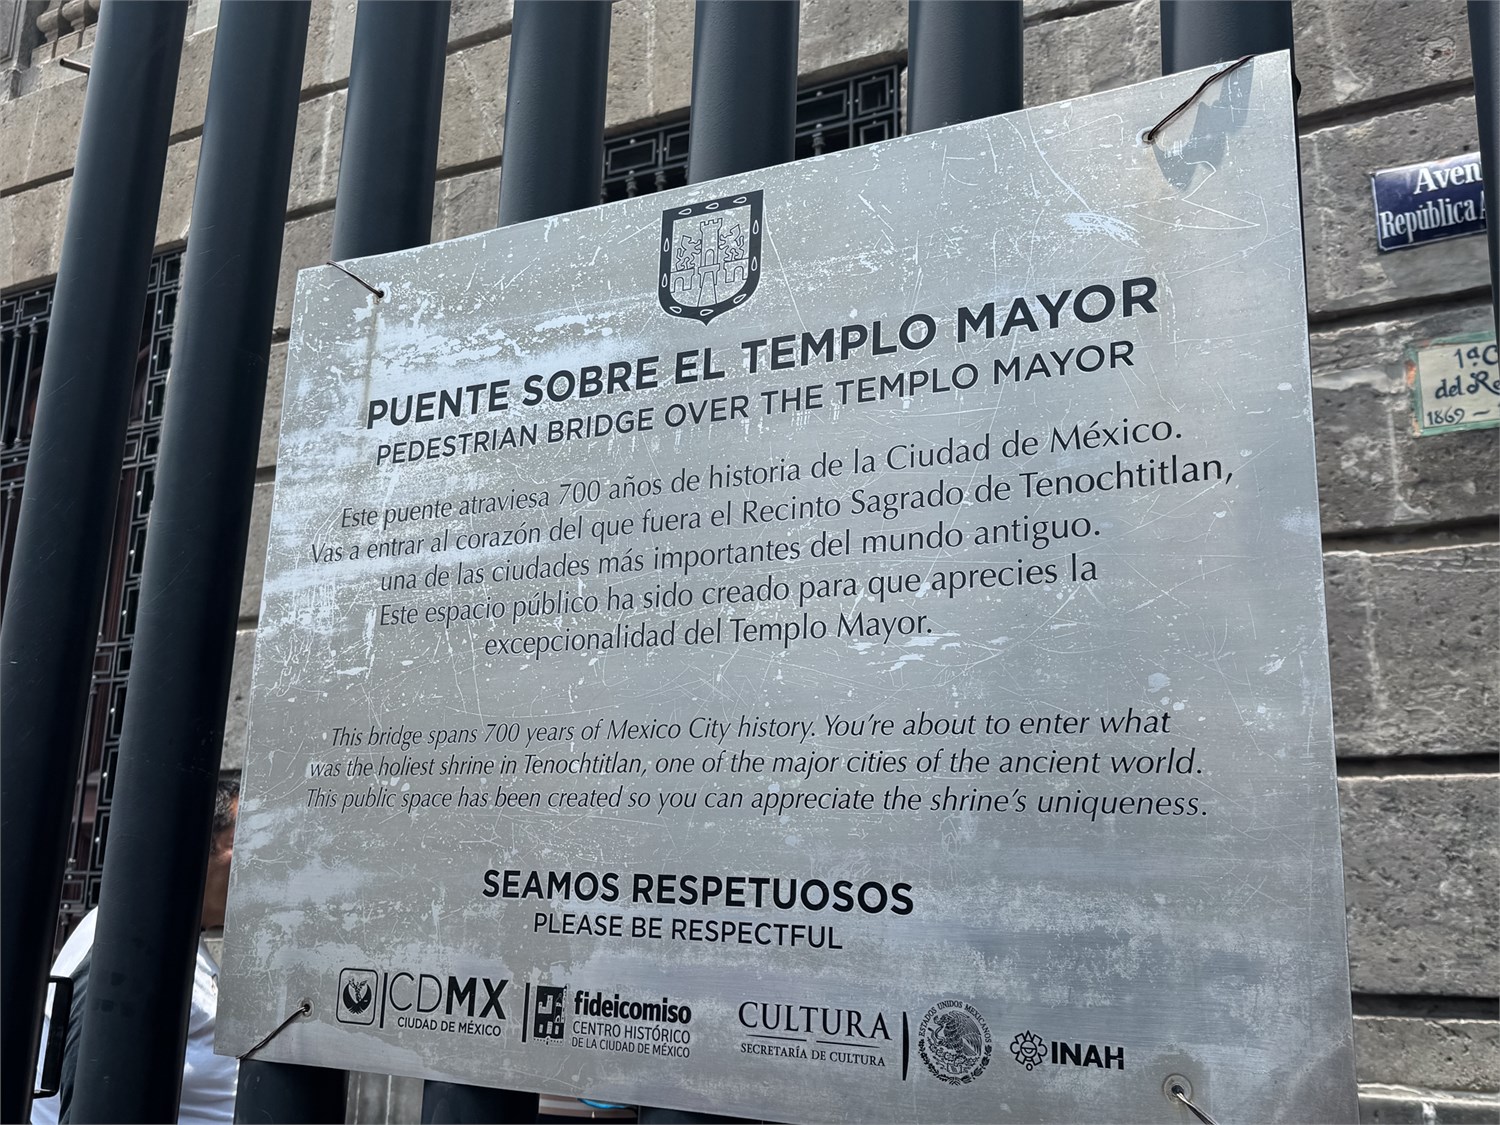 PUENTE SOBRE EL TEMPLO MAYOR
PEDESTRIAN BRIDGE OVER THE TEMPLO MAYOR
Este puente atraviesa 700 años de historia de la Ciudad de México.
Vas a entrar al corazón del que fuera el Recinto Sagrado de Tenochtitlan,
una de las ciudades más importantes del mundo antiguo.
Este espacio público ha sido creado para que aprecies la
excepcionalidad del Templo Mayor.
This bridge spans 700 years of Mexico City history. You're about to enter what
was the holiest shrine in Tenochtitlan, one of the major cities of the ancient world.
This public space has been created so you can appreciate the shrine's uniqueness.
SEAMOS RESPETUOSOS
PLEASE BE RESPECTFUL
CDMX
CIUDAD DE MÉXICO
fideicomiso
CENTRO HISTÓRICO
DE LA CIUDAD DE MÉXICO
CULTURA
SECRETARÍA DE CULTURA
ESTADOS UNIDOS MEXICANOS
INAH
Aven
República
1ª C
del Re
1869 -